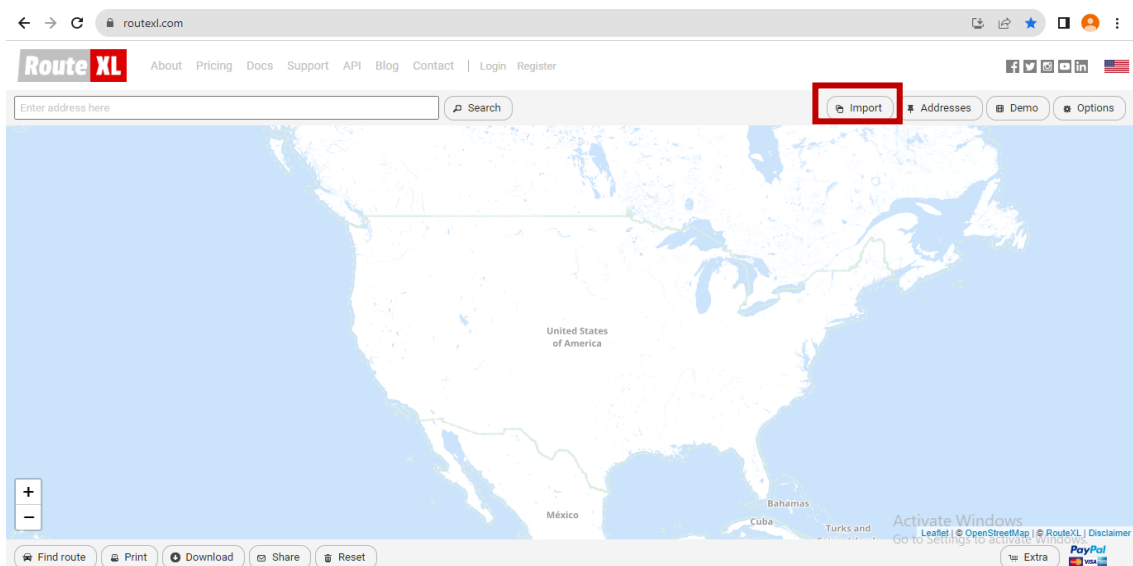 routexl.com
Route XL About Pricing Docs Support API Blog Contact | Login Register
Enter address here Search Import Addresses Demo Options
United States
of America
México
Bahamas
Cuba
Turks and
+
−
Activate Windows
Go to Settings to activate Windows.
Leaflet | © OpenStreetMap | © RouteXL | Disclaimer
Find route Print Download Share Reset Extra PayPal
VISA